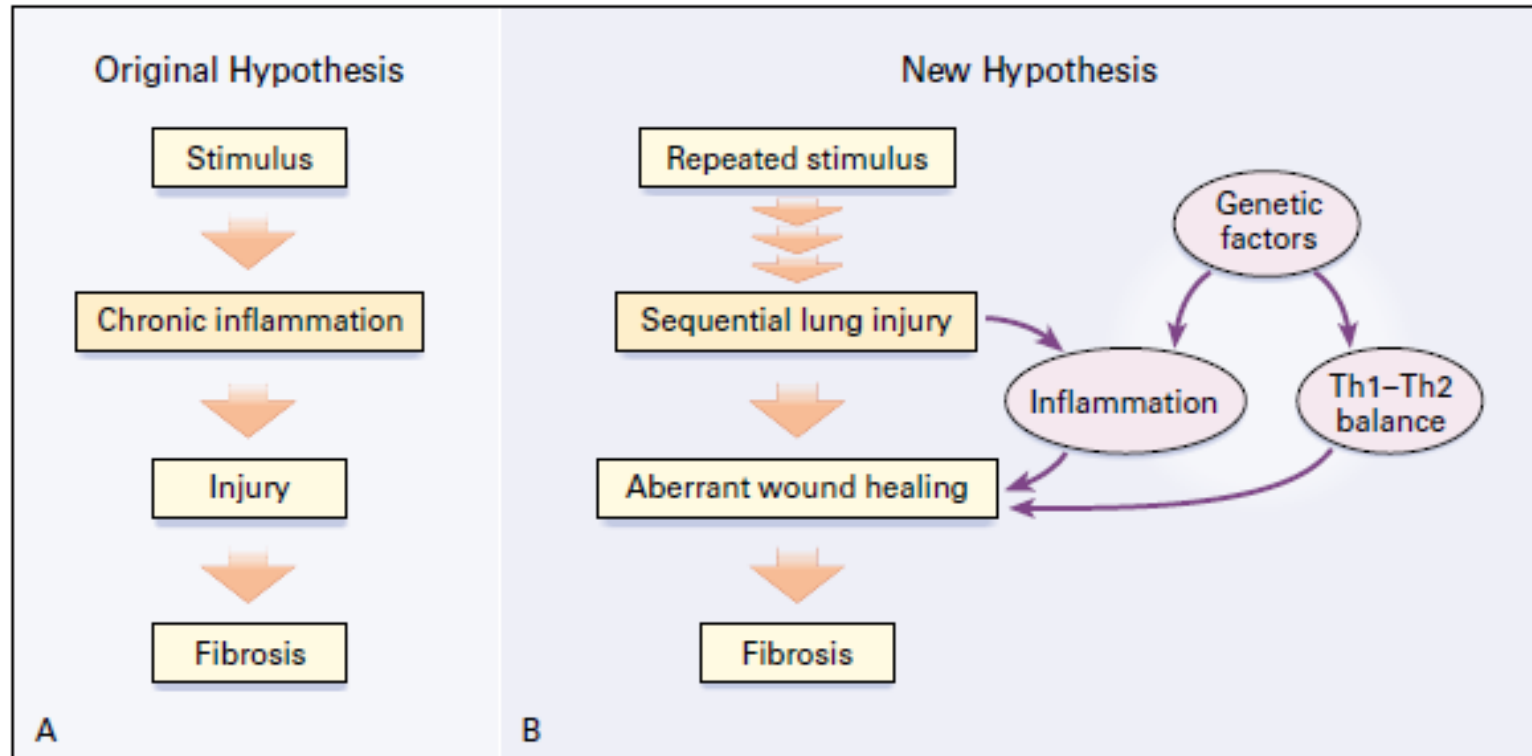 Original Hypothesis
Stimulus
Chronic inflammation
Injury
Fibrosis
A
New Hypothesis
Repeated stimulus
Sequential lung injury
Aberrant wound healing
Fibrosis
Genetic
factors
Inflammation
Th1–Th2
balance
B